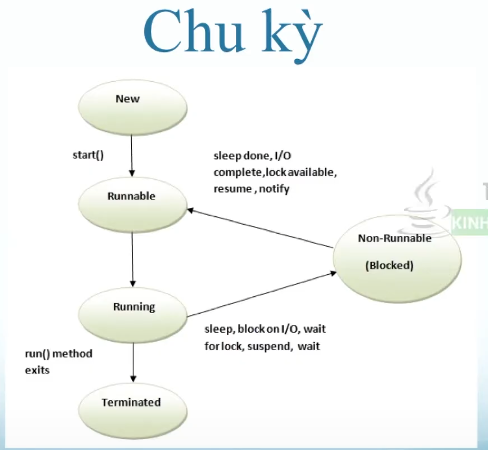 Chu kỳ
New
start()
sleep done, I/O
complete,lock available,
resume , notify
Runnable
KINH
Non-Runnable
(Blocked)
Running
sleep, block on I/O, wait
for lock, suspend, wait
run() method
exits
Terminated